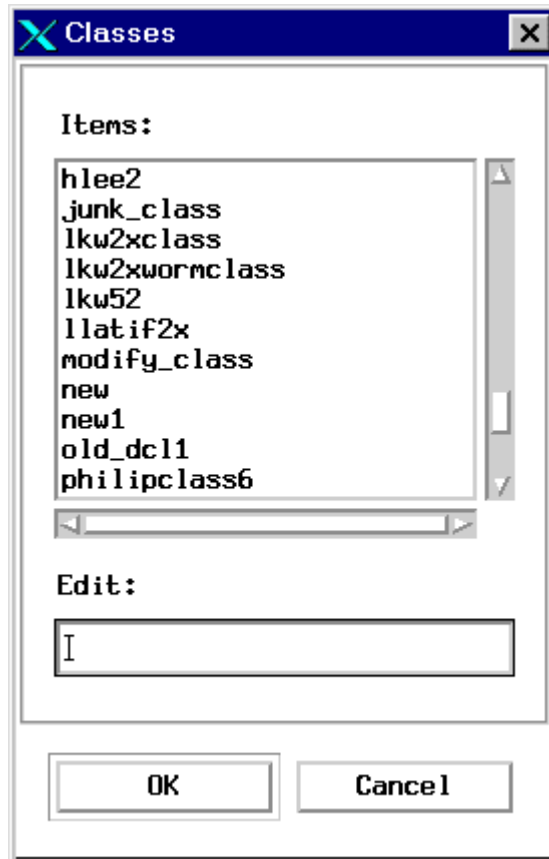 Classes
Items:
hlee2
junk_class
lkw2xclass
lkw2xwormclass
lkw52
llatif2x
modify_class
new
new1
old_dcl1
philipclass6
Edit:
OK
Cancel